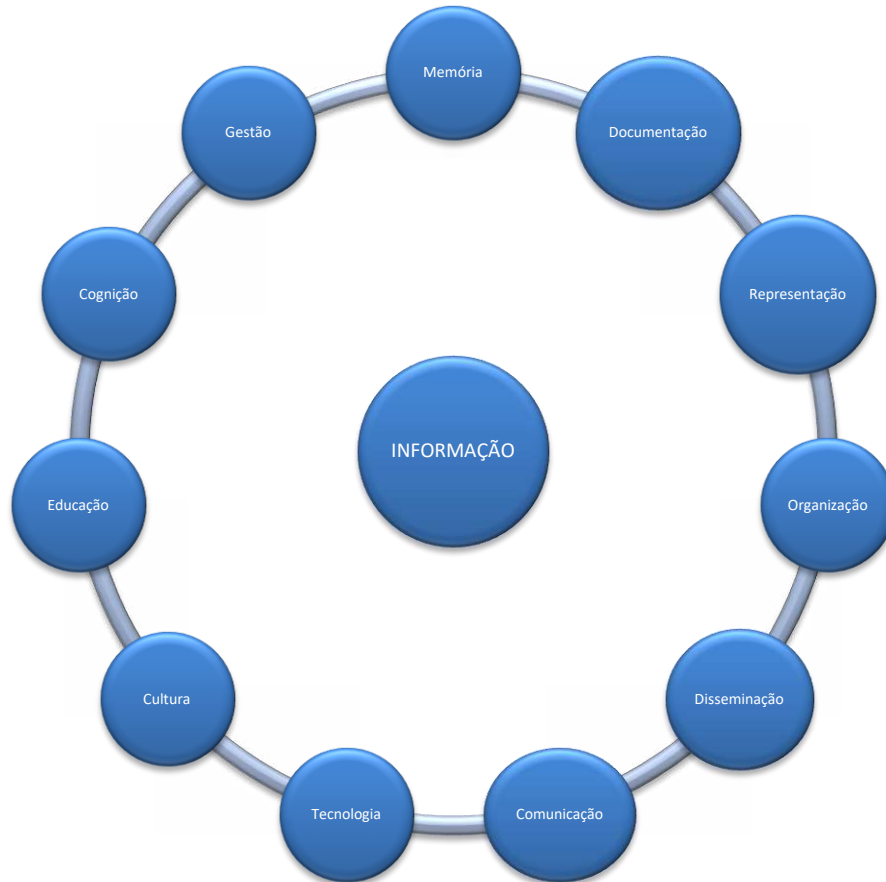 Memória
Documentação
Representação
Organização
Disseminação
Comunicação
Tecnologia
Cultura
Educação
Cognição
Gestão
INFORMAÇÃO